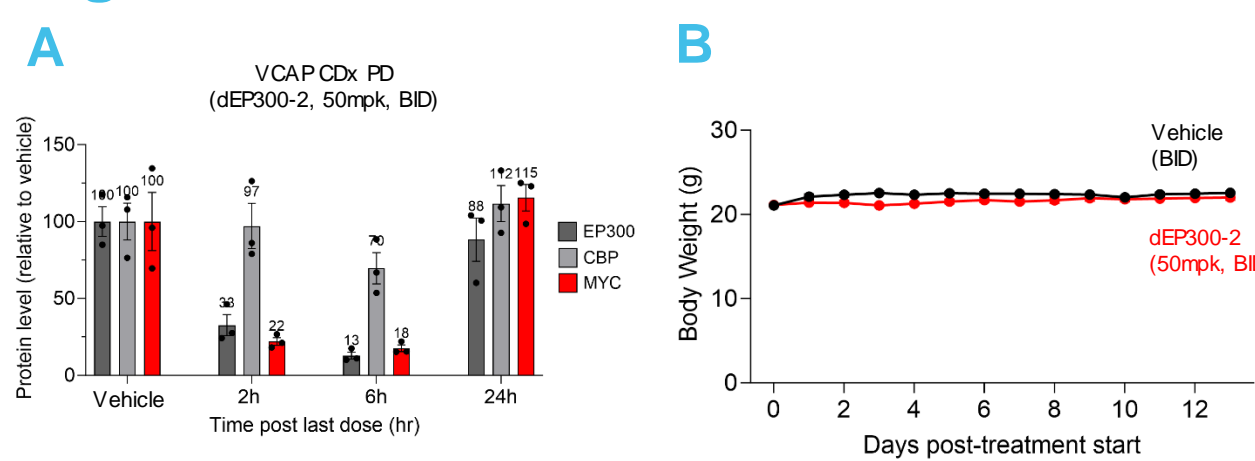 A
VCAP CDx PD
(dEP300-2, 50mpk, BID)
Protein level (relative to vehicle)
150
100
50
0
100 100 100
33 97 22
13 70 18
88 112 115
Vehicle 2h 6h 24h
Time post last dose (hr)
EP300
CBP
MYC
B
Body Weight (g)
30
20
10
0
Vehicle
(BID)
dEP300-2
(50mpk, BI
0 2 4 6 8 10 12
Days post-treatment start